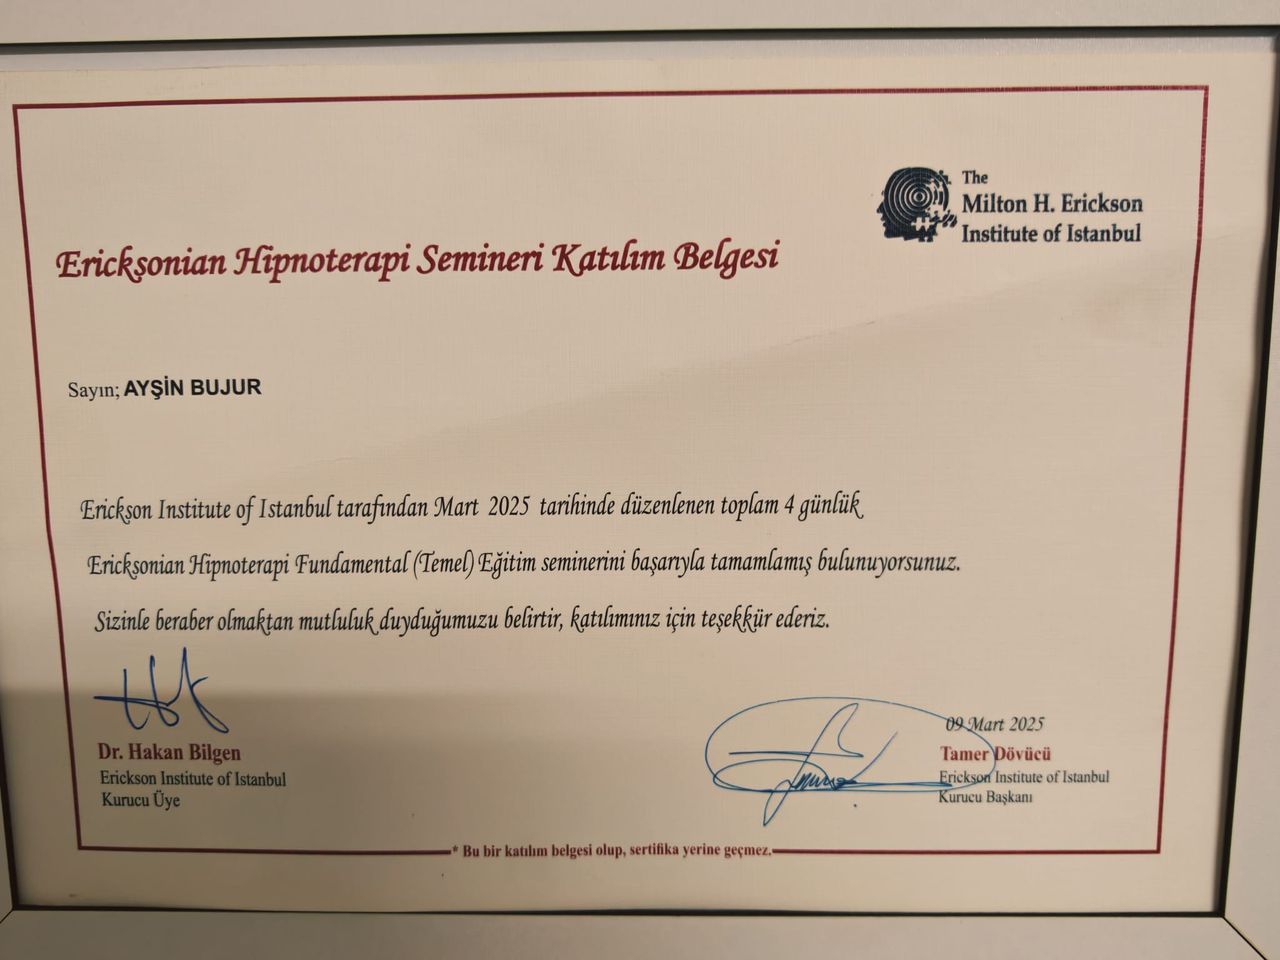 The
Milton H. Erickson
Institute of Istanbul
Ericksonian Hipnoterapi Semineri Katılım Belgesi
Sayın; AYŞİN BUJUR
Erickson Institute of Istanbul tarafından Mart 2025 tarihinde düzenlenen toplam 4 günlük
Ericksonian Hipnoterapi Fundamental (Temel) Eğitim seminerini başarıyla tamamlamış bulunuyorsunuz.
Sizinle beraber olmaktan mutluluk duyduğumuzu belirtir, katılımınız için teşekkür ederiz.
Dr. Hakan Bilgen
Erickson Institute of Istanbul
Kurucu Üye
09 Mart 2025
Tamer Dövücü
Erickson Institute of Istanbul
Kurucu Başkanı
* Bu bir katılım belgesi olup, sertifika yerine geçmez.